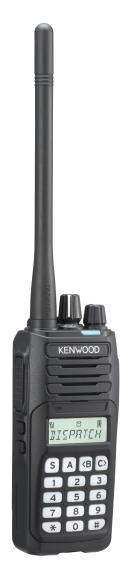 KENWOOD
DISPATCH
S A <B C>
1 2 3
4 5 6
7 8 9
* 0 #